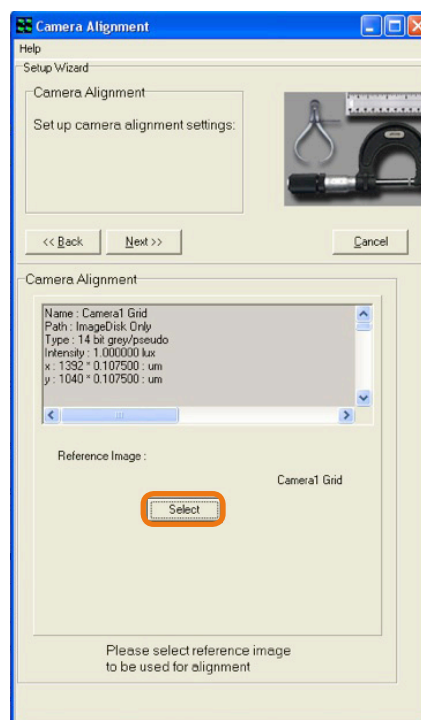 Camera Alignment
Help
Setup Wizard
Camera Alignment
Set up camera alignment settings:
<< Back
Next >>
Cancel
Camera Alignment
Name : Camera1 Grid
Path : ImageDisk Only
Type : 14 bit grey/pseudo
Intensity : 1.000000 lux
x : 1392 * 0.107500 : um
y : 1040 * 0.107500 : um
Reference Image :
Camera1 Grid
Select
Please select reference image
to be used for alignment